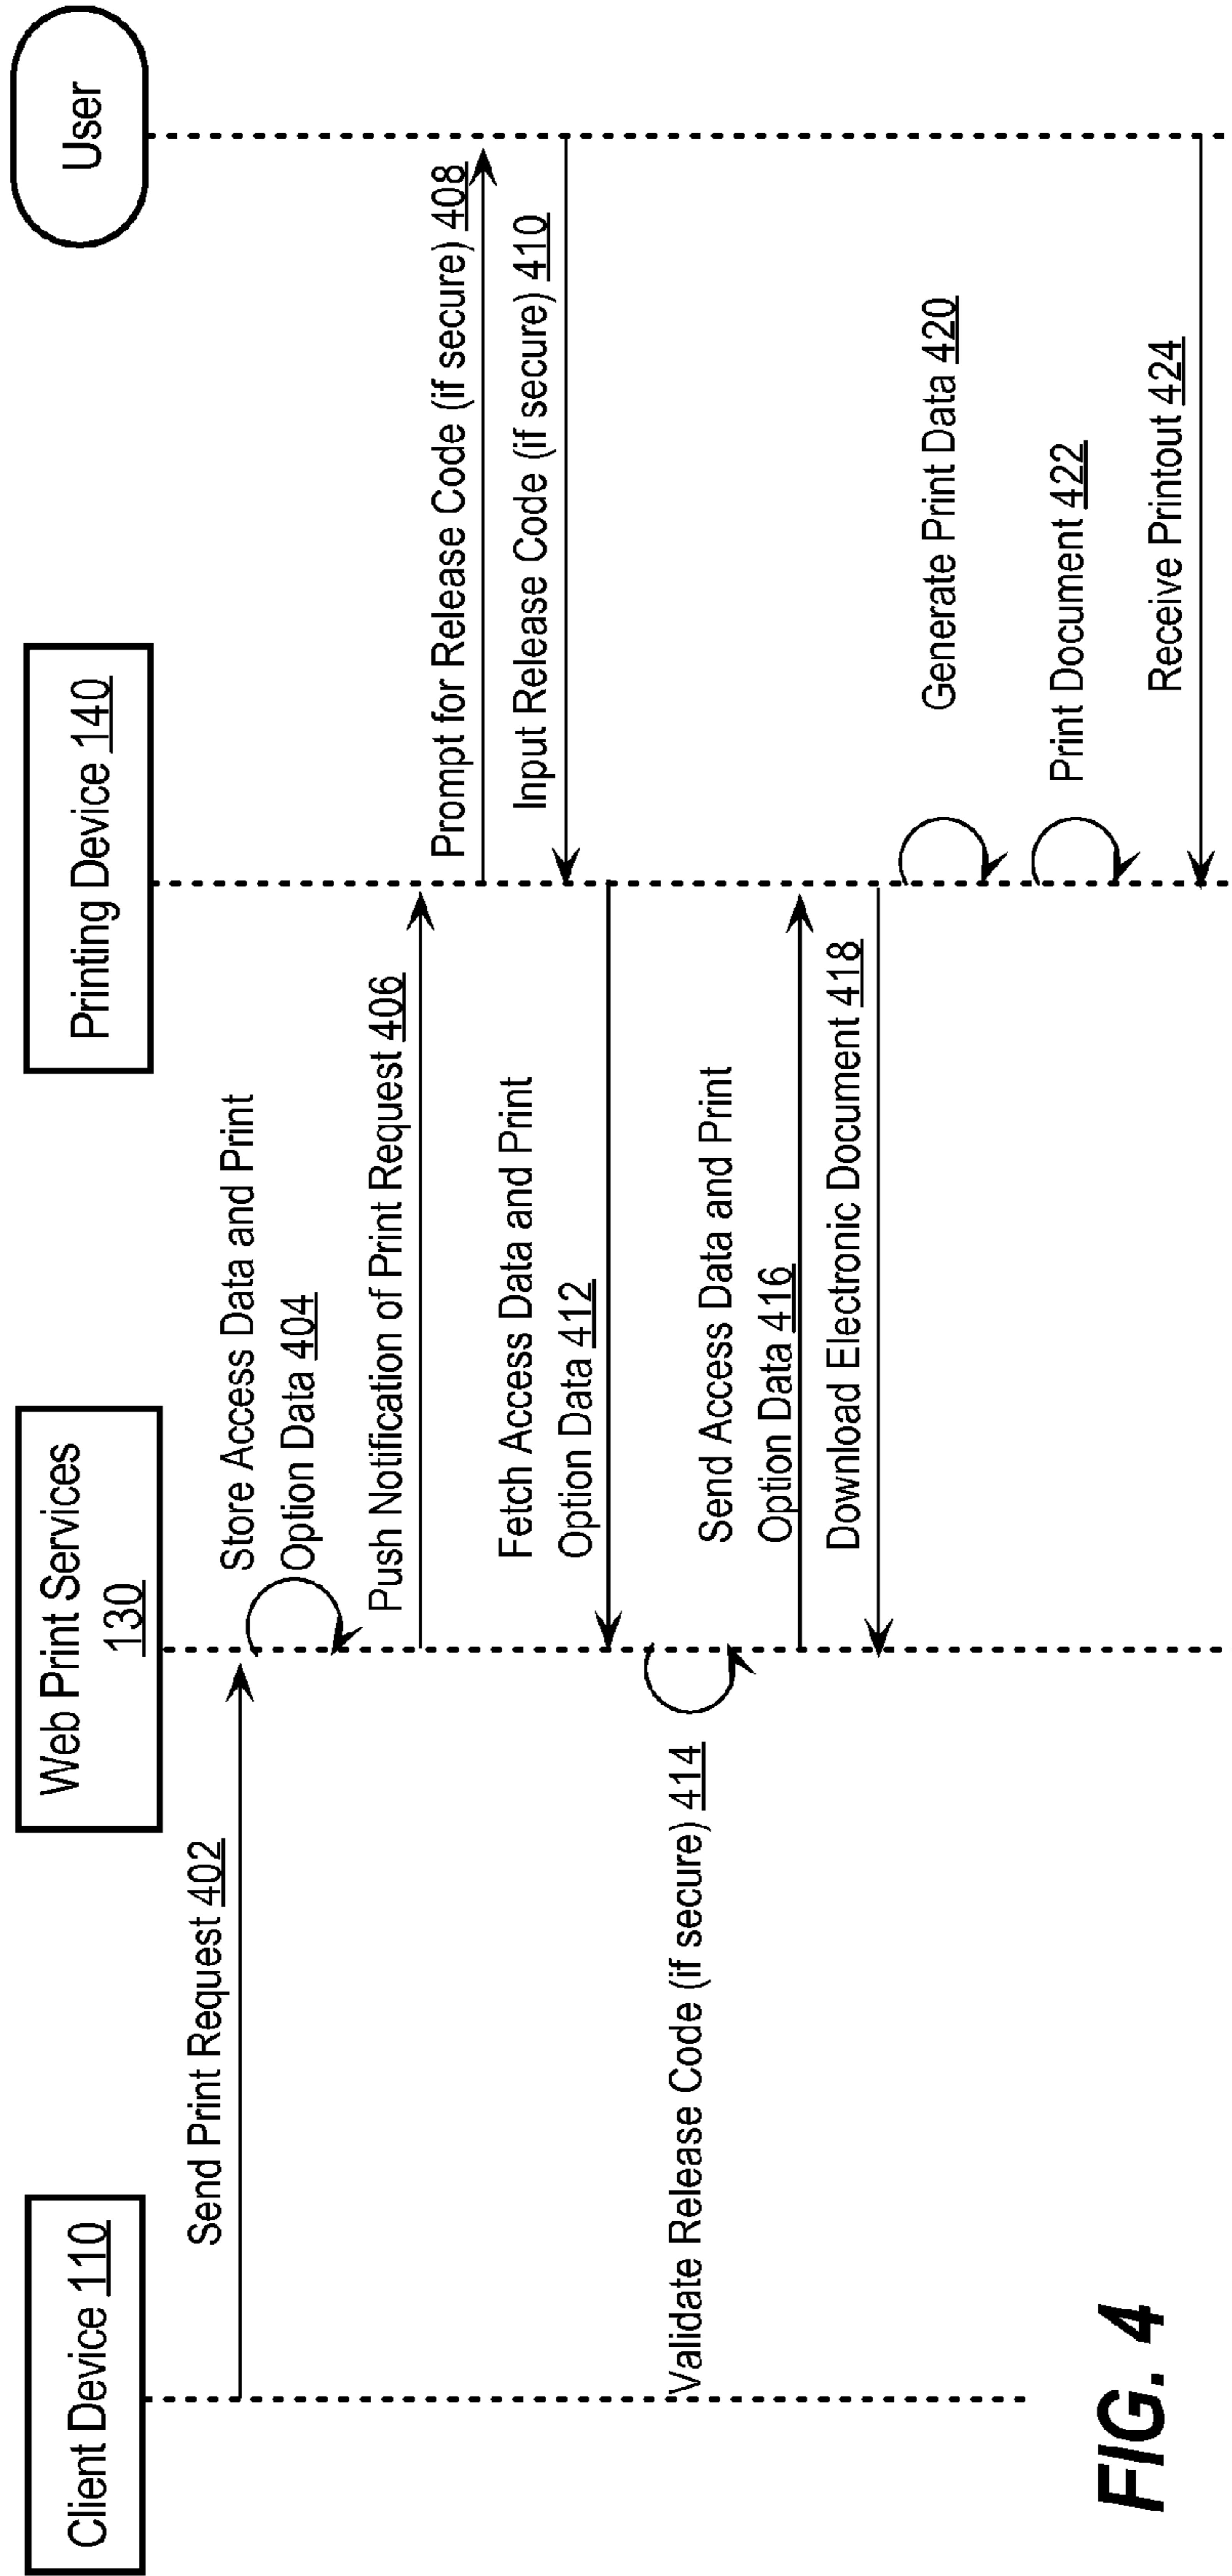 Client Device 110
Web Print Services
130
Printing Device 140
User
Send Print Request 402
Store Access Data and Print
Option Data 404
Push Notification of Print Request 406
Prompt for Release Code (if secure) 408
Input Release Code (if secure) 410
Fetch Access Data and Print
Option Data 412
Validate Release Code (if secure) 414
Send Access Data and Print
Option Data 416
Download Electronic Document 418
Generate Print Data 420
Print Document 422
Receive Printout 424
FIG. 4